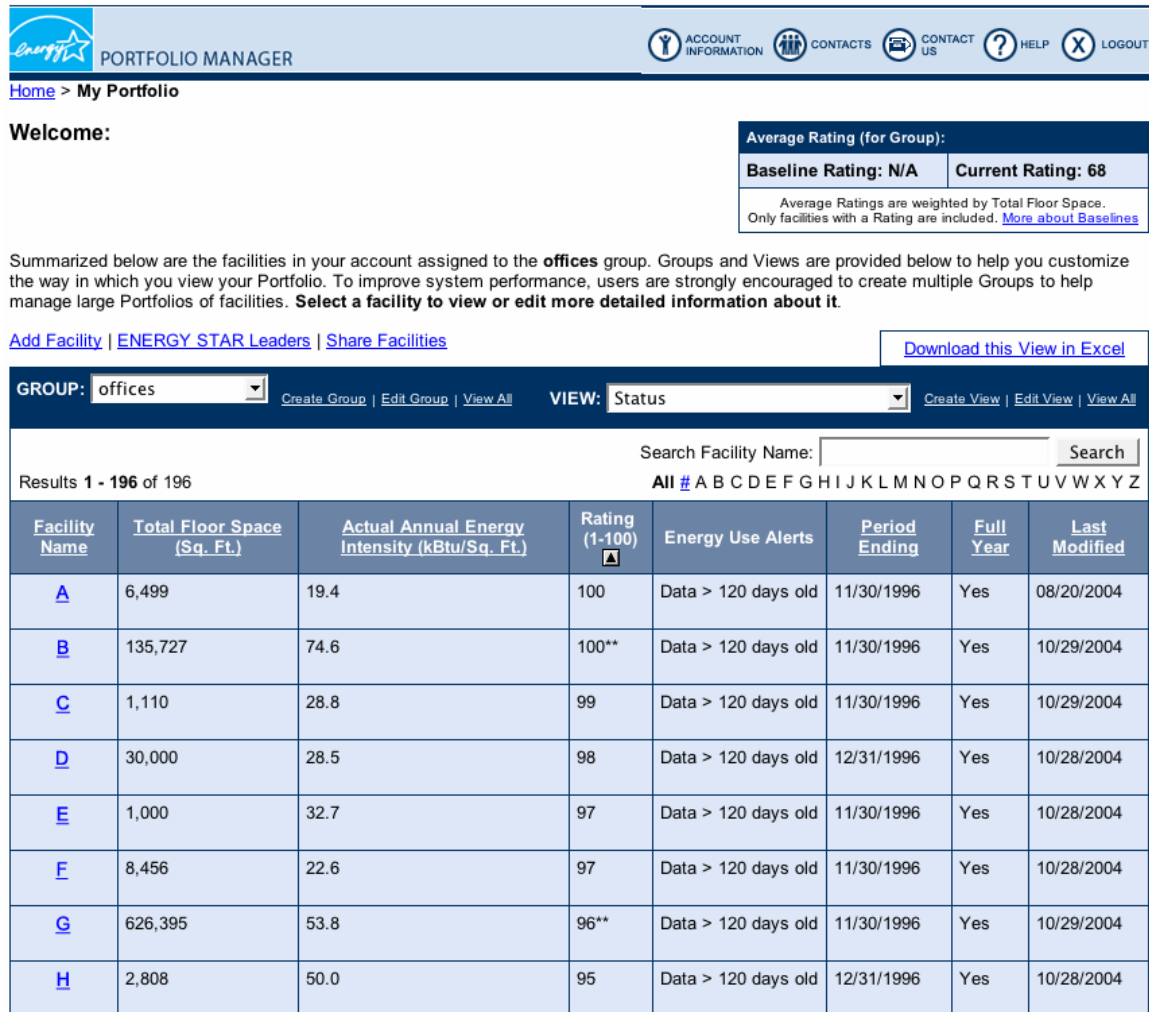 energy
PORTFOLIO MANAGER
ACCOUNT INFORMATION
CONTACTS
CONTACT US
? HELP
X LOGOUT
Home > My Portfolio
Welcome:
Average Rating (for Group):
Baseline Rating: N/A Current Rating: 68
Average Ratings are weighted by Total Floor Space.
Only facilities with a Rating are included. More about Baselines
Summarized below are the facilities in your account assigned to the offices group. Groups and Views are provided below to help you customize
the way in which you view your Portfolio. To improve system performance, users are strongly encouraged to create multiple Groups to help
manage large Portfolios of facilities. Select a facility to view or edit more detailed information about it.
Add Facility | ENERGY STAR Leaders | Share Facilities
Download this View in Excel
GROUP: offices Create Group | Edit Group | View All VIEW: Status Create View | Edit View | View All
Search Facility Name: Search
Results 1 - 196 of 196 All # A B C D E F G H I J K L M N O P Q R S T U V W X Y Z
Facility Name Total Floor Space (Sq. Ft.) Actual Annual Energy Intensity (kBtu/Sq. Ft.) Rating (1-100) Energy Use Alerts Period Ending Full Year Last Modified
A 6,499 19.4 100 Data > 120 days old 11/30/1996 Yes 08/20/2004
B 135,727 74.6 100** Data > 120 days old 11/30/1996 Yes 10/29/2004
C 1,110 28.8 99 Data > 120 days old 11/30/1996 Yes 10/29/2004
D 30,000 28.5 98 Data > 120 days old 12/31/1996 Yes 10/28/2004
E 1,000 32.7 97 Data > 120 days old 11/30/1996 Yes 10/28/2004
F 8,456 22.6 97 Data > 120 days old 11/30/1996 Yes 10/28/2004
G 626,395 53.8 96** Data > 120 days old 11/30/1996 Yes 10/29/2004
H 2,808 50.0 95 Data > 120 days old 12/31/1996 Yes 10/28/2004